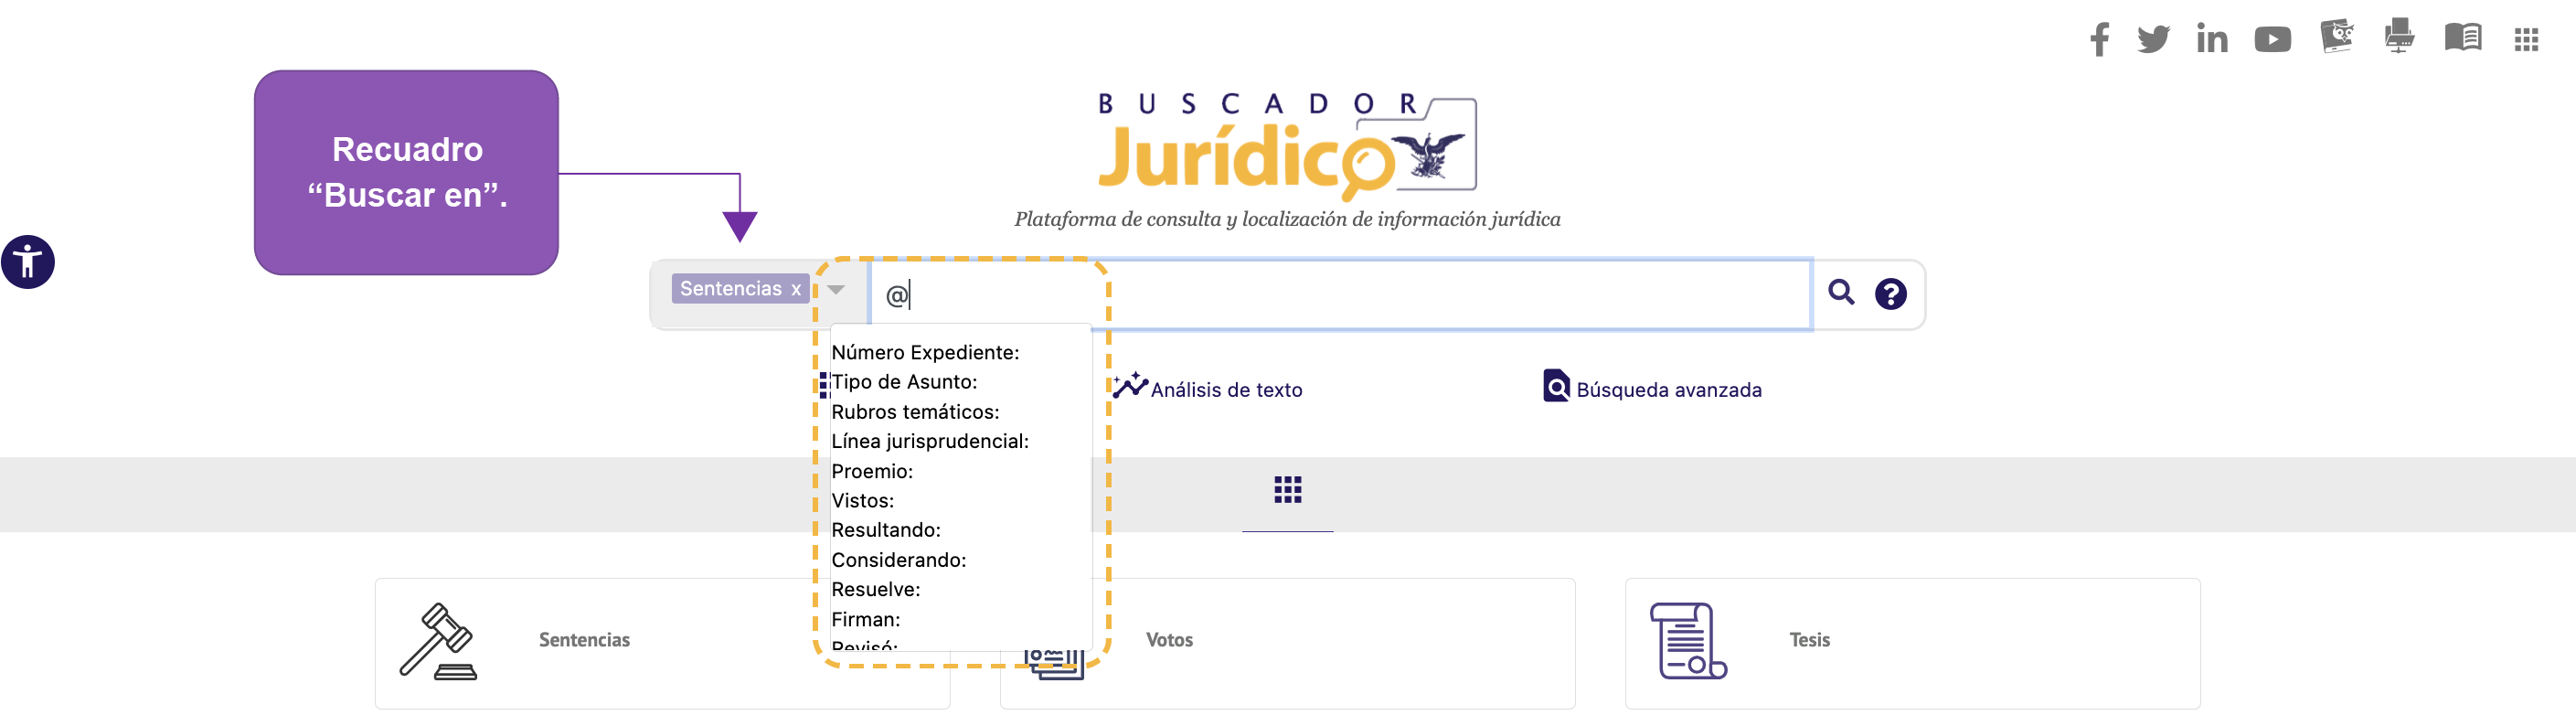 Recuadro
“Buscar en”.
BUSCADOR
Jurídico
Plataforma de consulta y localización de información jurídica
Sentencias x
@
Número Expediente:
Tipo de Asunto:
Rubros temáticos:
Línea jurisprudencial:
Proemio:
Vistos:
Resultando:
Considerando:
Resuelve:
Firman:
Revisó:
Análisis de texto
Búsqueda avanzada
Sentencias
Votos
Tesis